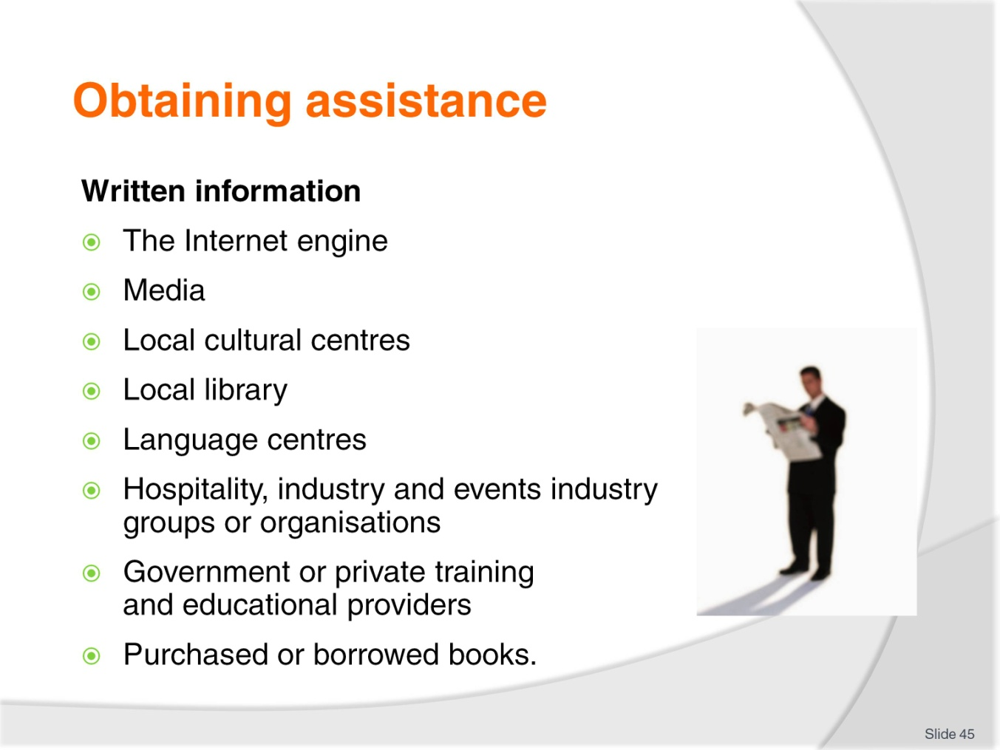 Obtaining assistance
Written information
The Internet engine
Media
Local cultural centres
Local library
Language centres
Hospitality, industry and events industry
groups or organisations
Government or private training
and educational providers
Purchased or borrowed books.
Slide 45